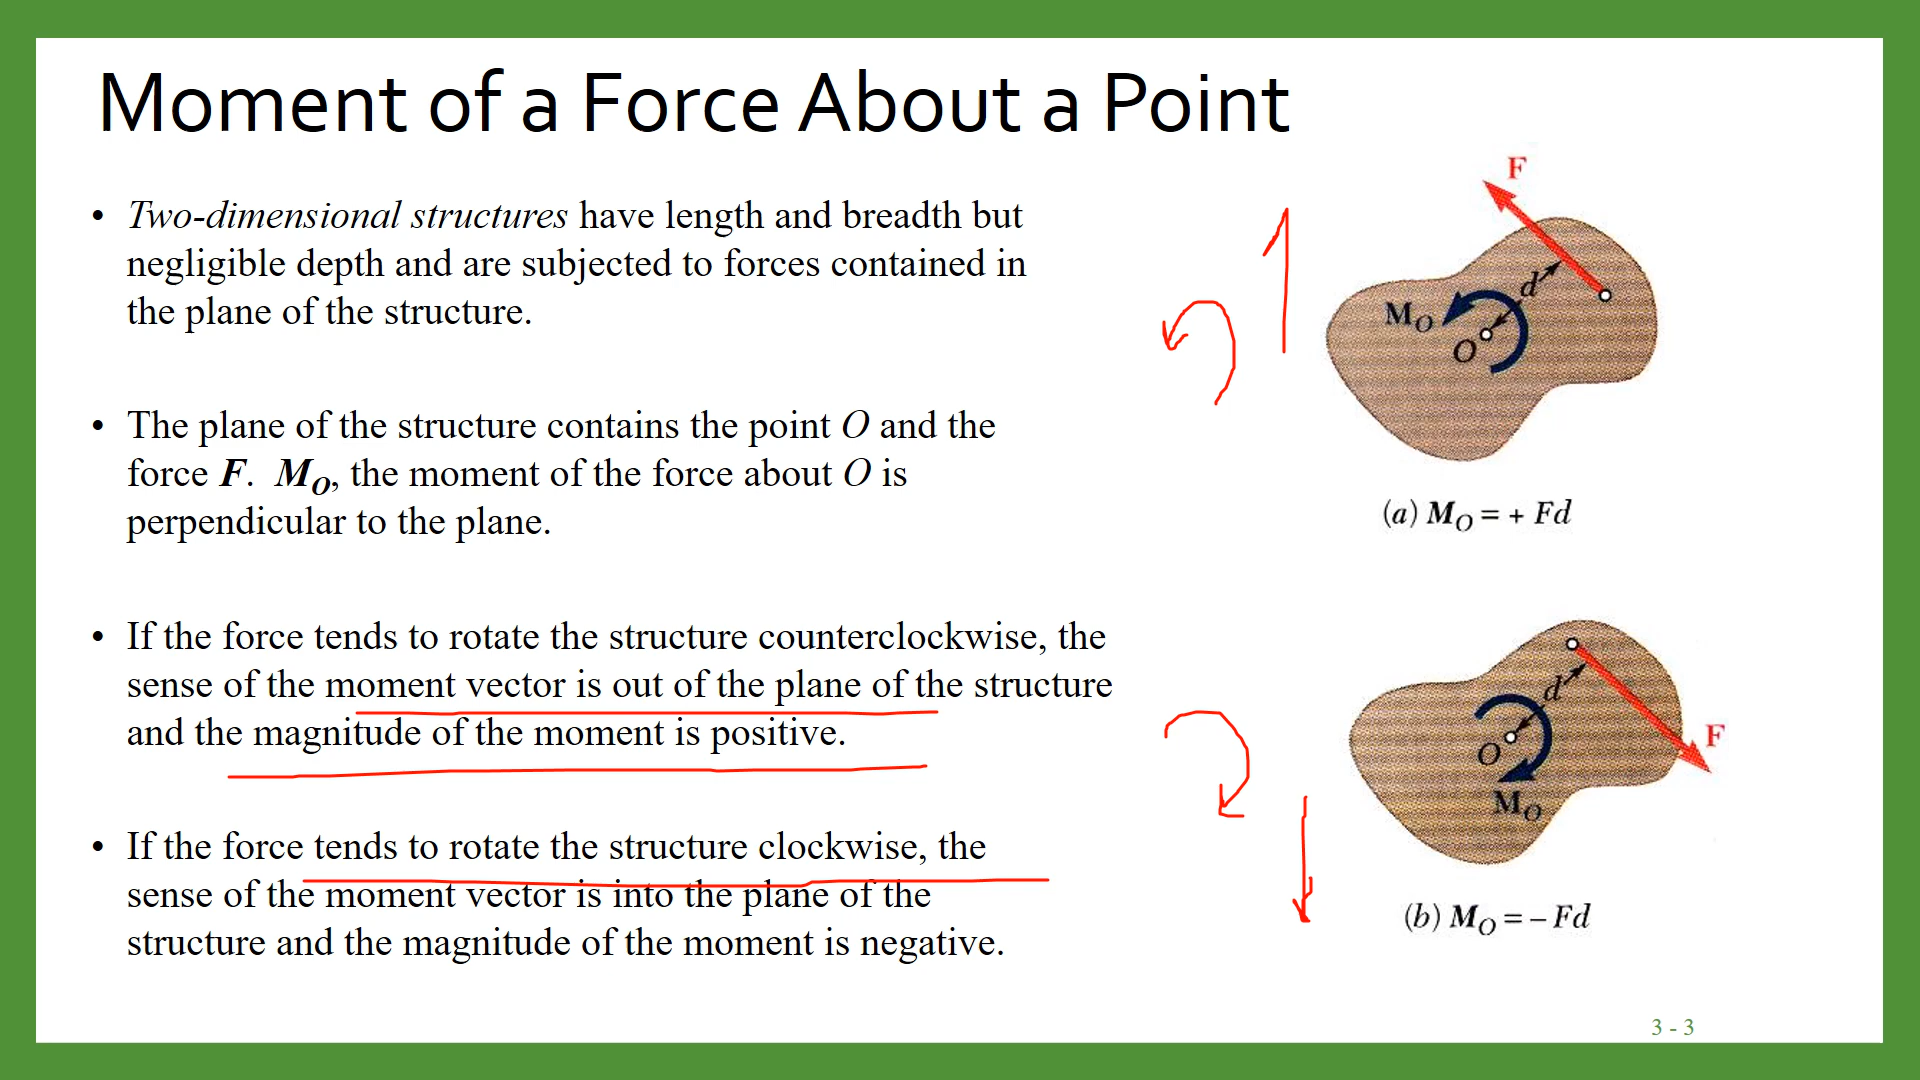 Moment of a Force About a Point
• Two-dimensional structures have length and breadth but
negligible depth and are subjected to forces contained in
the plane of the structure.
• The plane of the structure contains the point O and the
force F. M_O, the moment of the force about O is
perpendicular to the plane.
• If the force tends to rotate the structure counterclockwise, the
sense of the moment vector is out of the plane of the structure
and the magnitude of the moment is positive.
• If the force tends to rotate the structure clockwise, the
sense of the moment vector is into the plane of the
structure and the magnitude of the moment is negative.
F
d
M_O
O
(a) M_O = + Fd
d
F
O
M_O
(b) M_O = – Fd
3 - 3